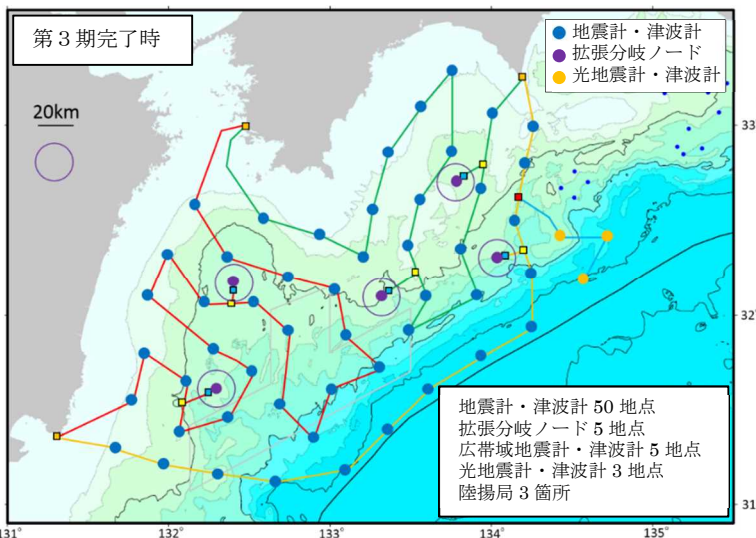 第３期完了時
地震計・津波計
拡張分岐ノード
光地震計・津波計
20km
33
32
31
131°
132°
133°
134°
135°
地震計・津波計 50 地点
拡張分岐ノード 5 地点
広帯域地震計・津波計 5 地点
光地震計・津波計 3 地点
陸揚局 3 箇所